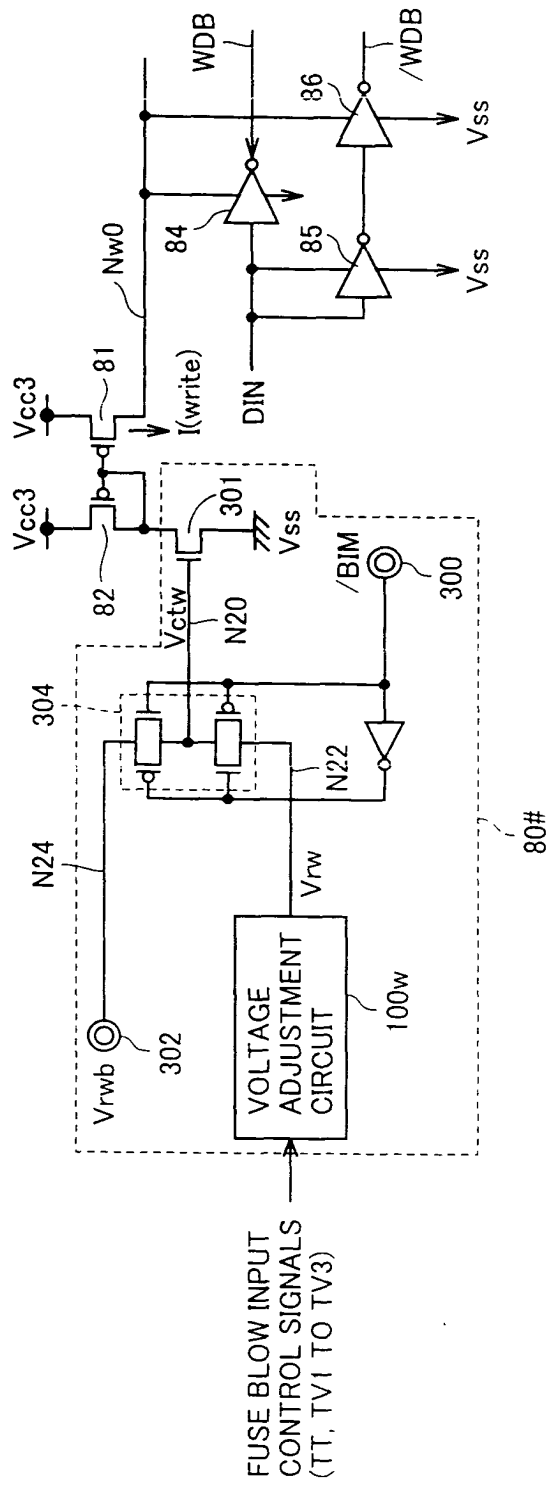 FUSE BLOW INPUT
CONTROL SIGNALS
(TT, TV1 TO TV3)
Vrwb
302
N24
VOLTAGE
ADJUSTMENT
CIRCUIT
100w
Vrw
N22
304
Vctw
N20
/BIM
300
301
Vss
80#
Vcc3
82
Vcc3
81
I(write)
Nw0
DIN
84
WDB
85
Vss
86
/WDB
Vss